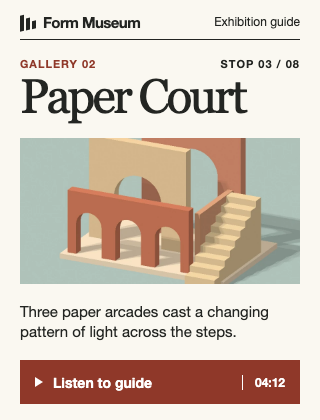 Form Museum
Exhibition guide
GALLERY 02
STOP 03 / 08
Paper Court
Three paper arcades cast a changing
pattern of light across the steps.
Listen to guide
04:12